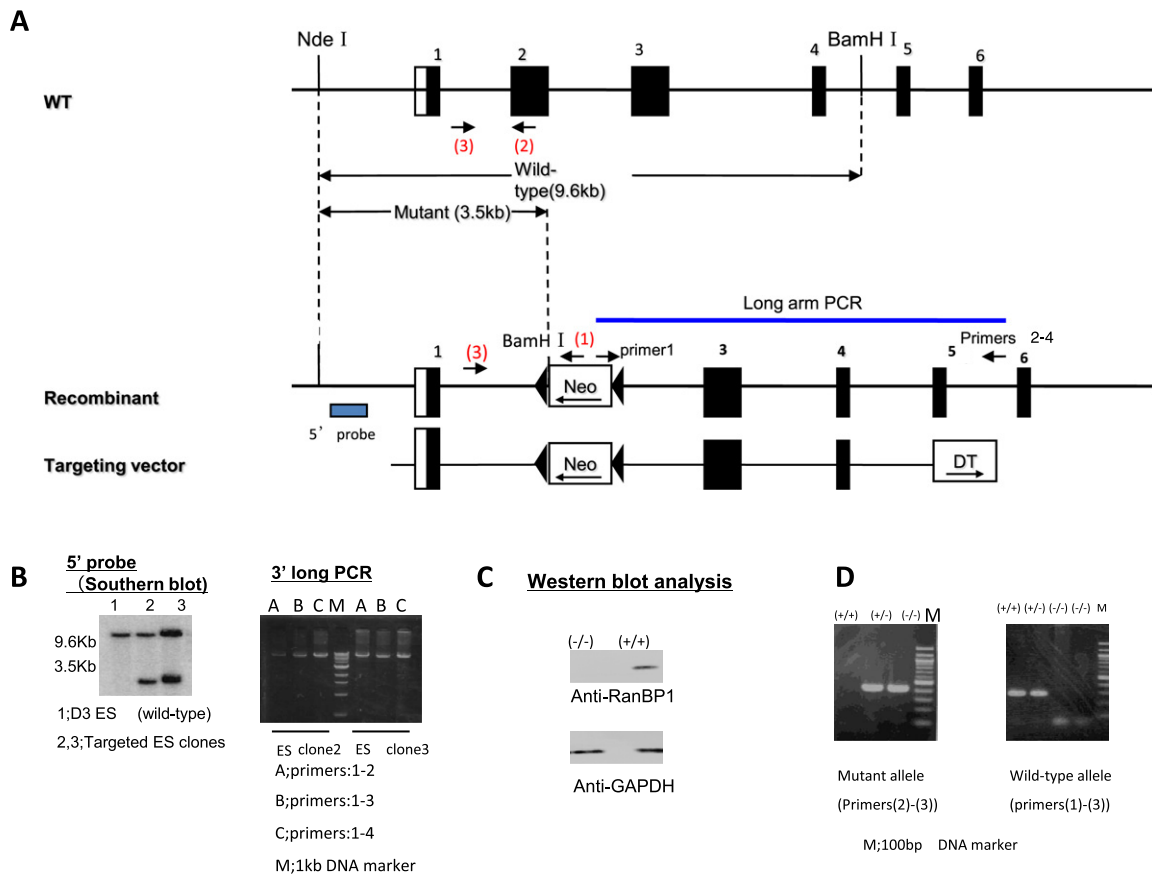 A
Nde I
BamH I
1
2
3
4
5
6
WT
(3)
(2)
Wild-
type(9.6kb)
Mutant (3.5kb)
Long arm PCR
BamH I
(1)
primer1
Primers 2-4
1
(3)
3
4
5
6
Neo
Recombinant
5' probe
Targeting vector
Neo
DT
B
5' probe
(Southern blot)
1 2 3
9.6Kb
3.5Kb
1;D3 ES (wild-type)
2,3;Targeted ES clones
3' long PCR
A B C M A B C
ES clone2 ES clone3
A;primers:1-2
B;primers:1-3
C;primers:1-4
M;1kb DNA marker
C
Western blot analysis
(-/-) (+/+)
Anti-RanBP1
Anti-GAPDH
D
(+/+) (+/-) (-/-) M
(+/+) (+/-) (-/-) (-/-) M
Mutant allele
(Primers(2)-(3))
Wild-type allele
(primers(1)-(3))
M;100bp DNA marker